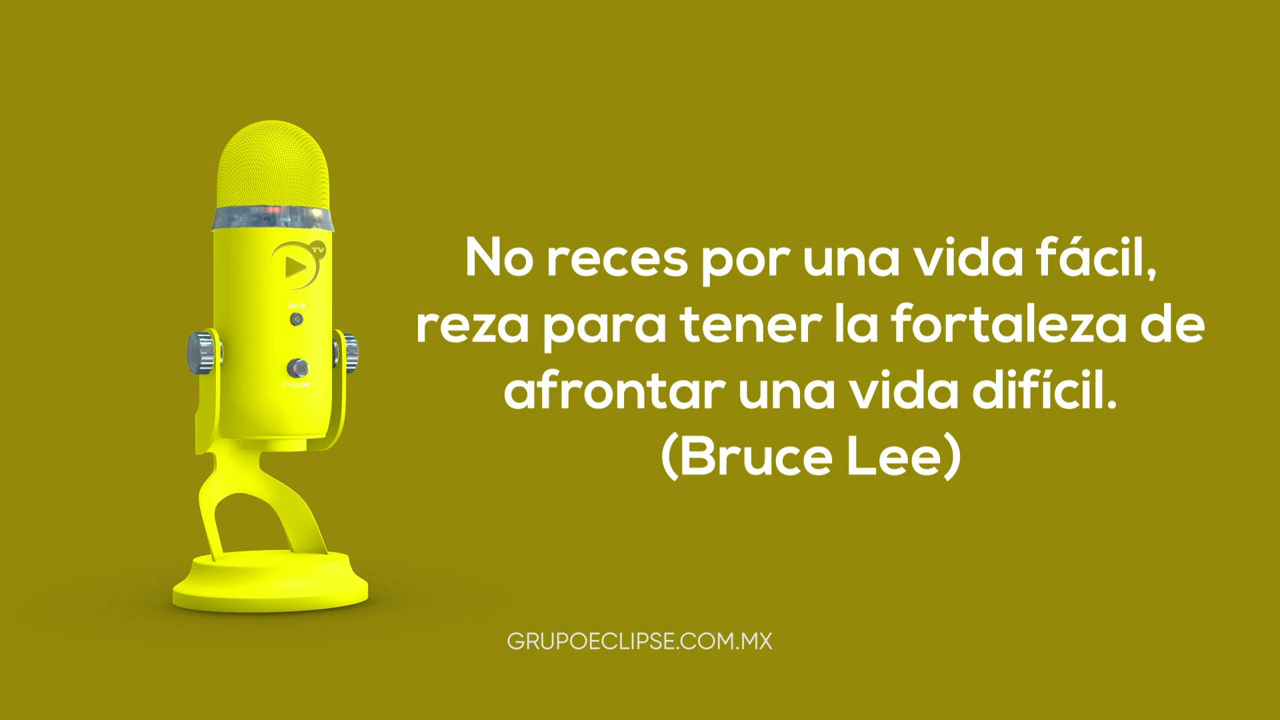 TV
No reces por una vida fácil,
reza para tener la fortaleza de
afrontar una vida difícil.
(Bruce Lee)
GRUPOECLIPSE.COM.MX